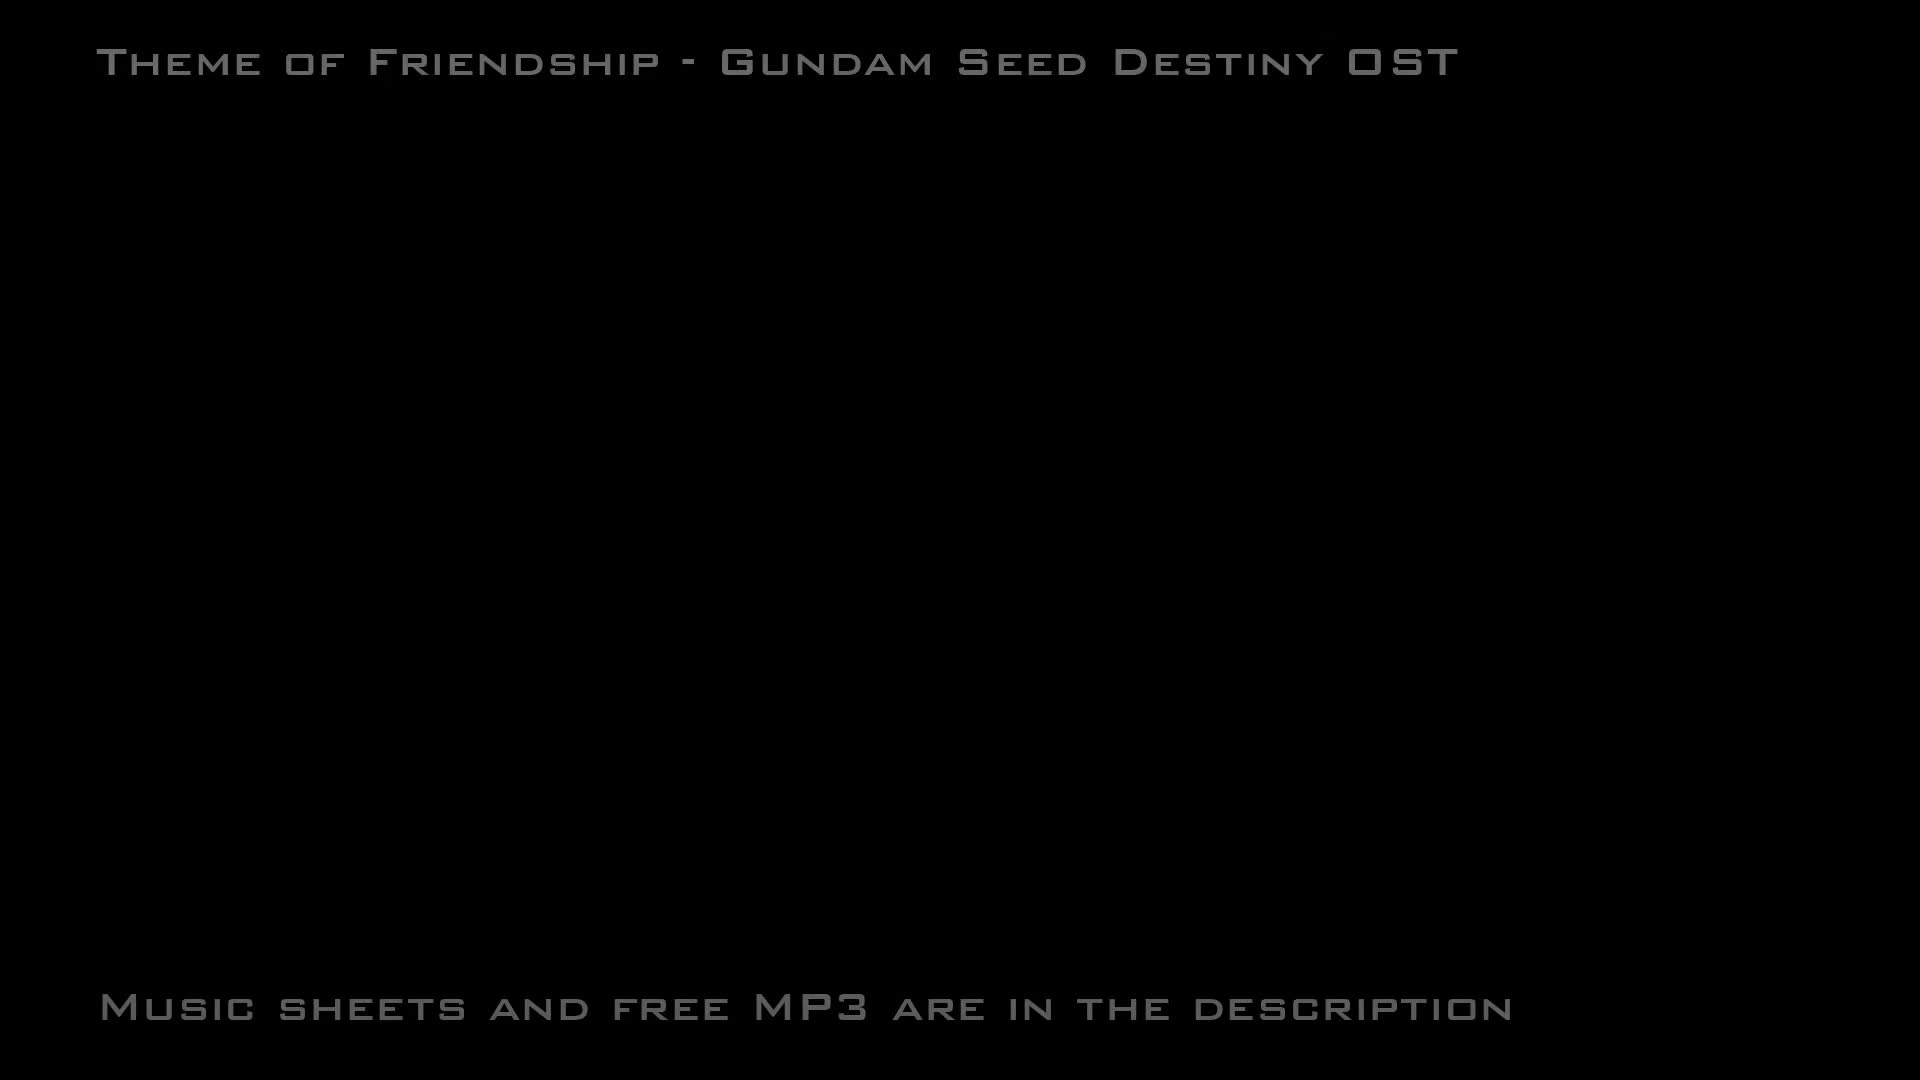 Theme of Friendship - Gundam Seed Destiny OST
Music sheets and free MP3 are in the description